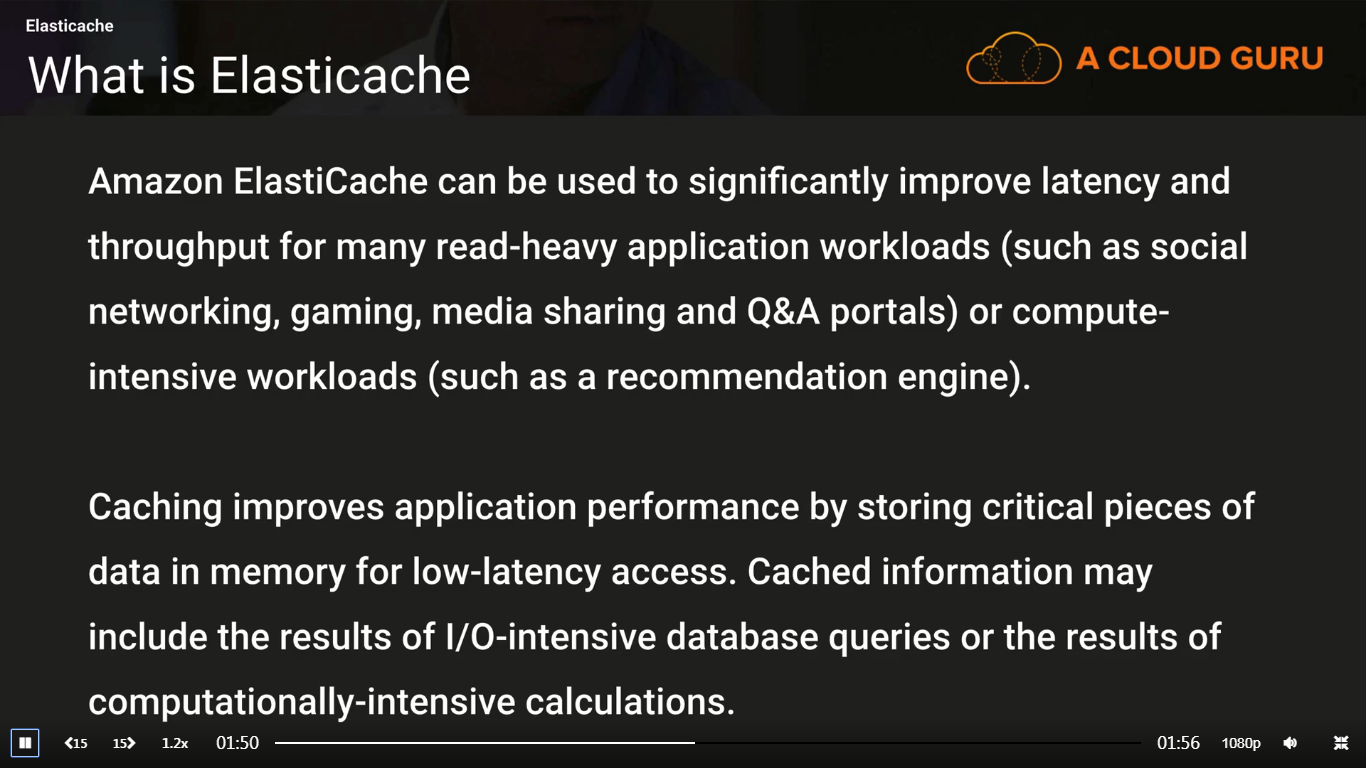 Elasticache
What is Elasticache
A CLOUD GURU
Amazon ElastiCache can be used to significantly improve latency and
throughput for many read-heavy application workloads (such as social
networking, gaming, media sharing and Q&A portals) or compute-
intensive workloads (such as a recommendation engine).
Caching improves application performance by storing critical pieces of
data in memory for low-latency access. Cached information may
include the results of I/O-intensive database queries or the results of
computationally-intensive calculations.
15 15 1.2x 01:50 01:56 1080p